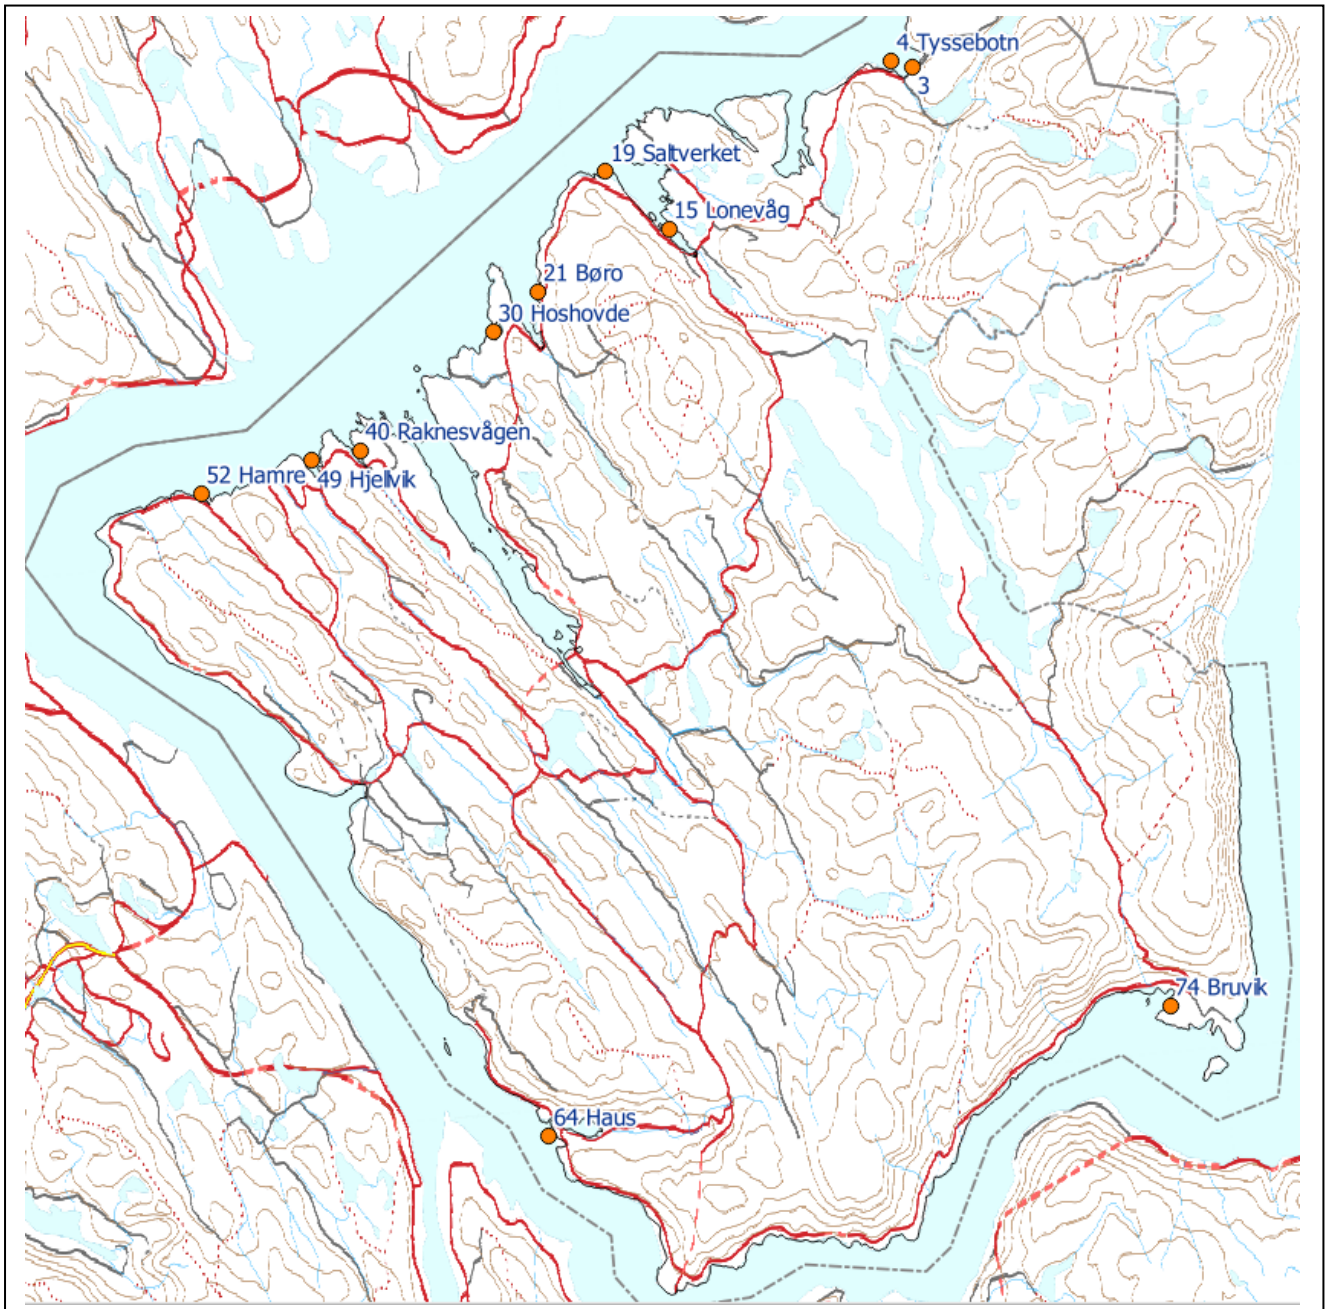 4 Tyssebotn
3
19 Saltverket
15 Lonevåg
21 Børo
30 Hoshovde
40 Raknesvågen
52 Hamre
49 Hjellvik
74 Bruvik
64 Haus